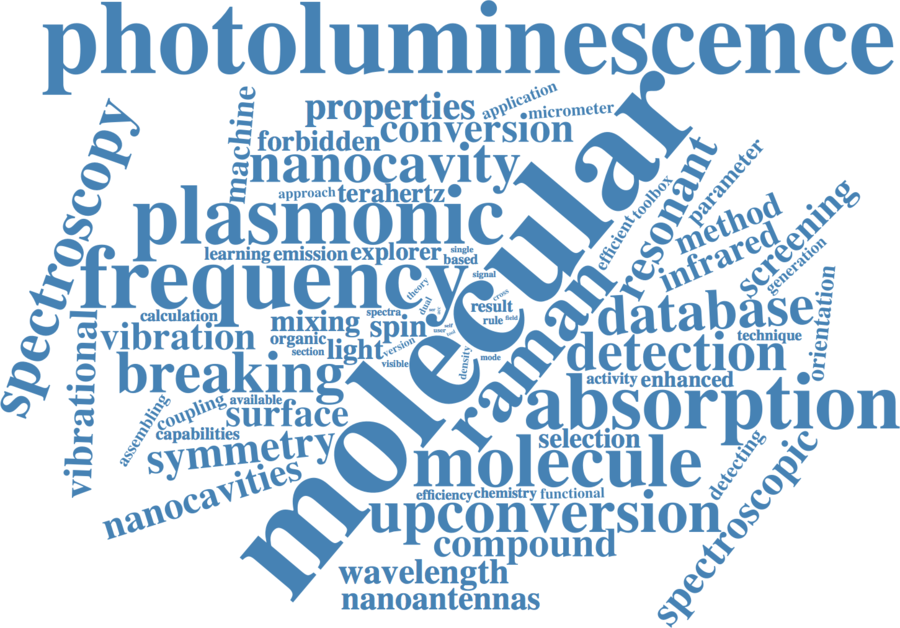 photoluminescence
molecular
spectroscopy
machine
properties
application
micrometer
forbidden
conversion
nanocavity
approach
terahertz
plasmonic
learning
emission
explorer
single
based
frequency
signal
theory
dual
cross
result
rule
field
calculation
spectra
vibration
mixing
spin
organic
section
light
version
user
visible
density
mode
breaking
vibrational
assembling
coupling
available
surface
capabilities
symmetry
nanocavities
raman
resonant
efficient
toolbox
parameter
method
infrared
screening
generation
database
technique
orientation
detection
activity
enhanced
absorption
selection
molecule
detecting
spectroscopic
efficiency
chemistry
functional
upconversion
compound
wavelength
nanoantennas